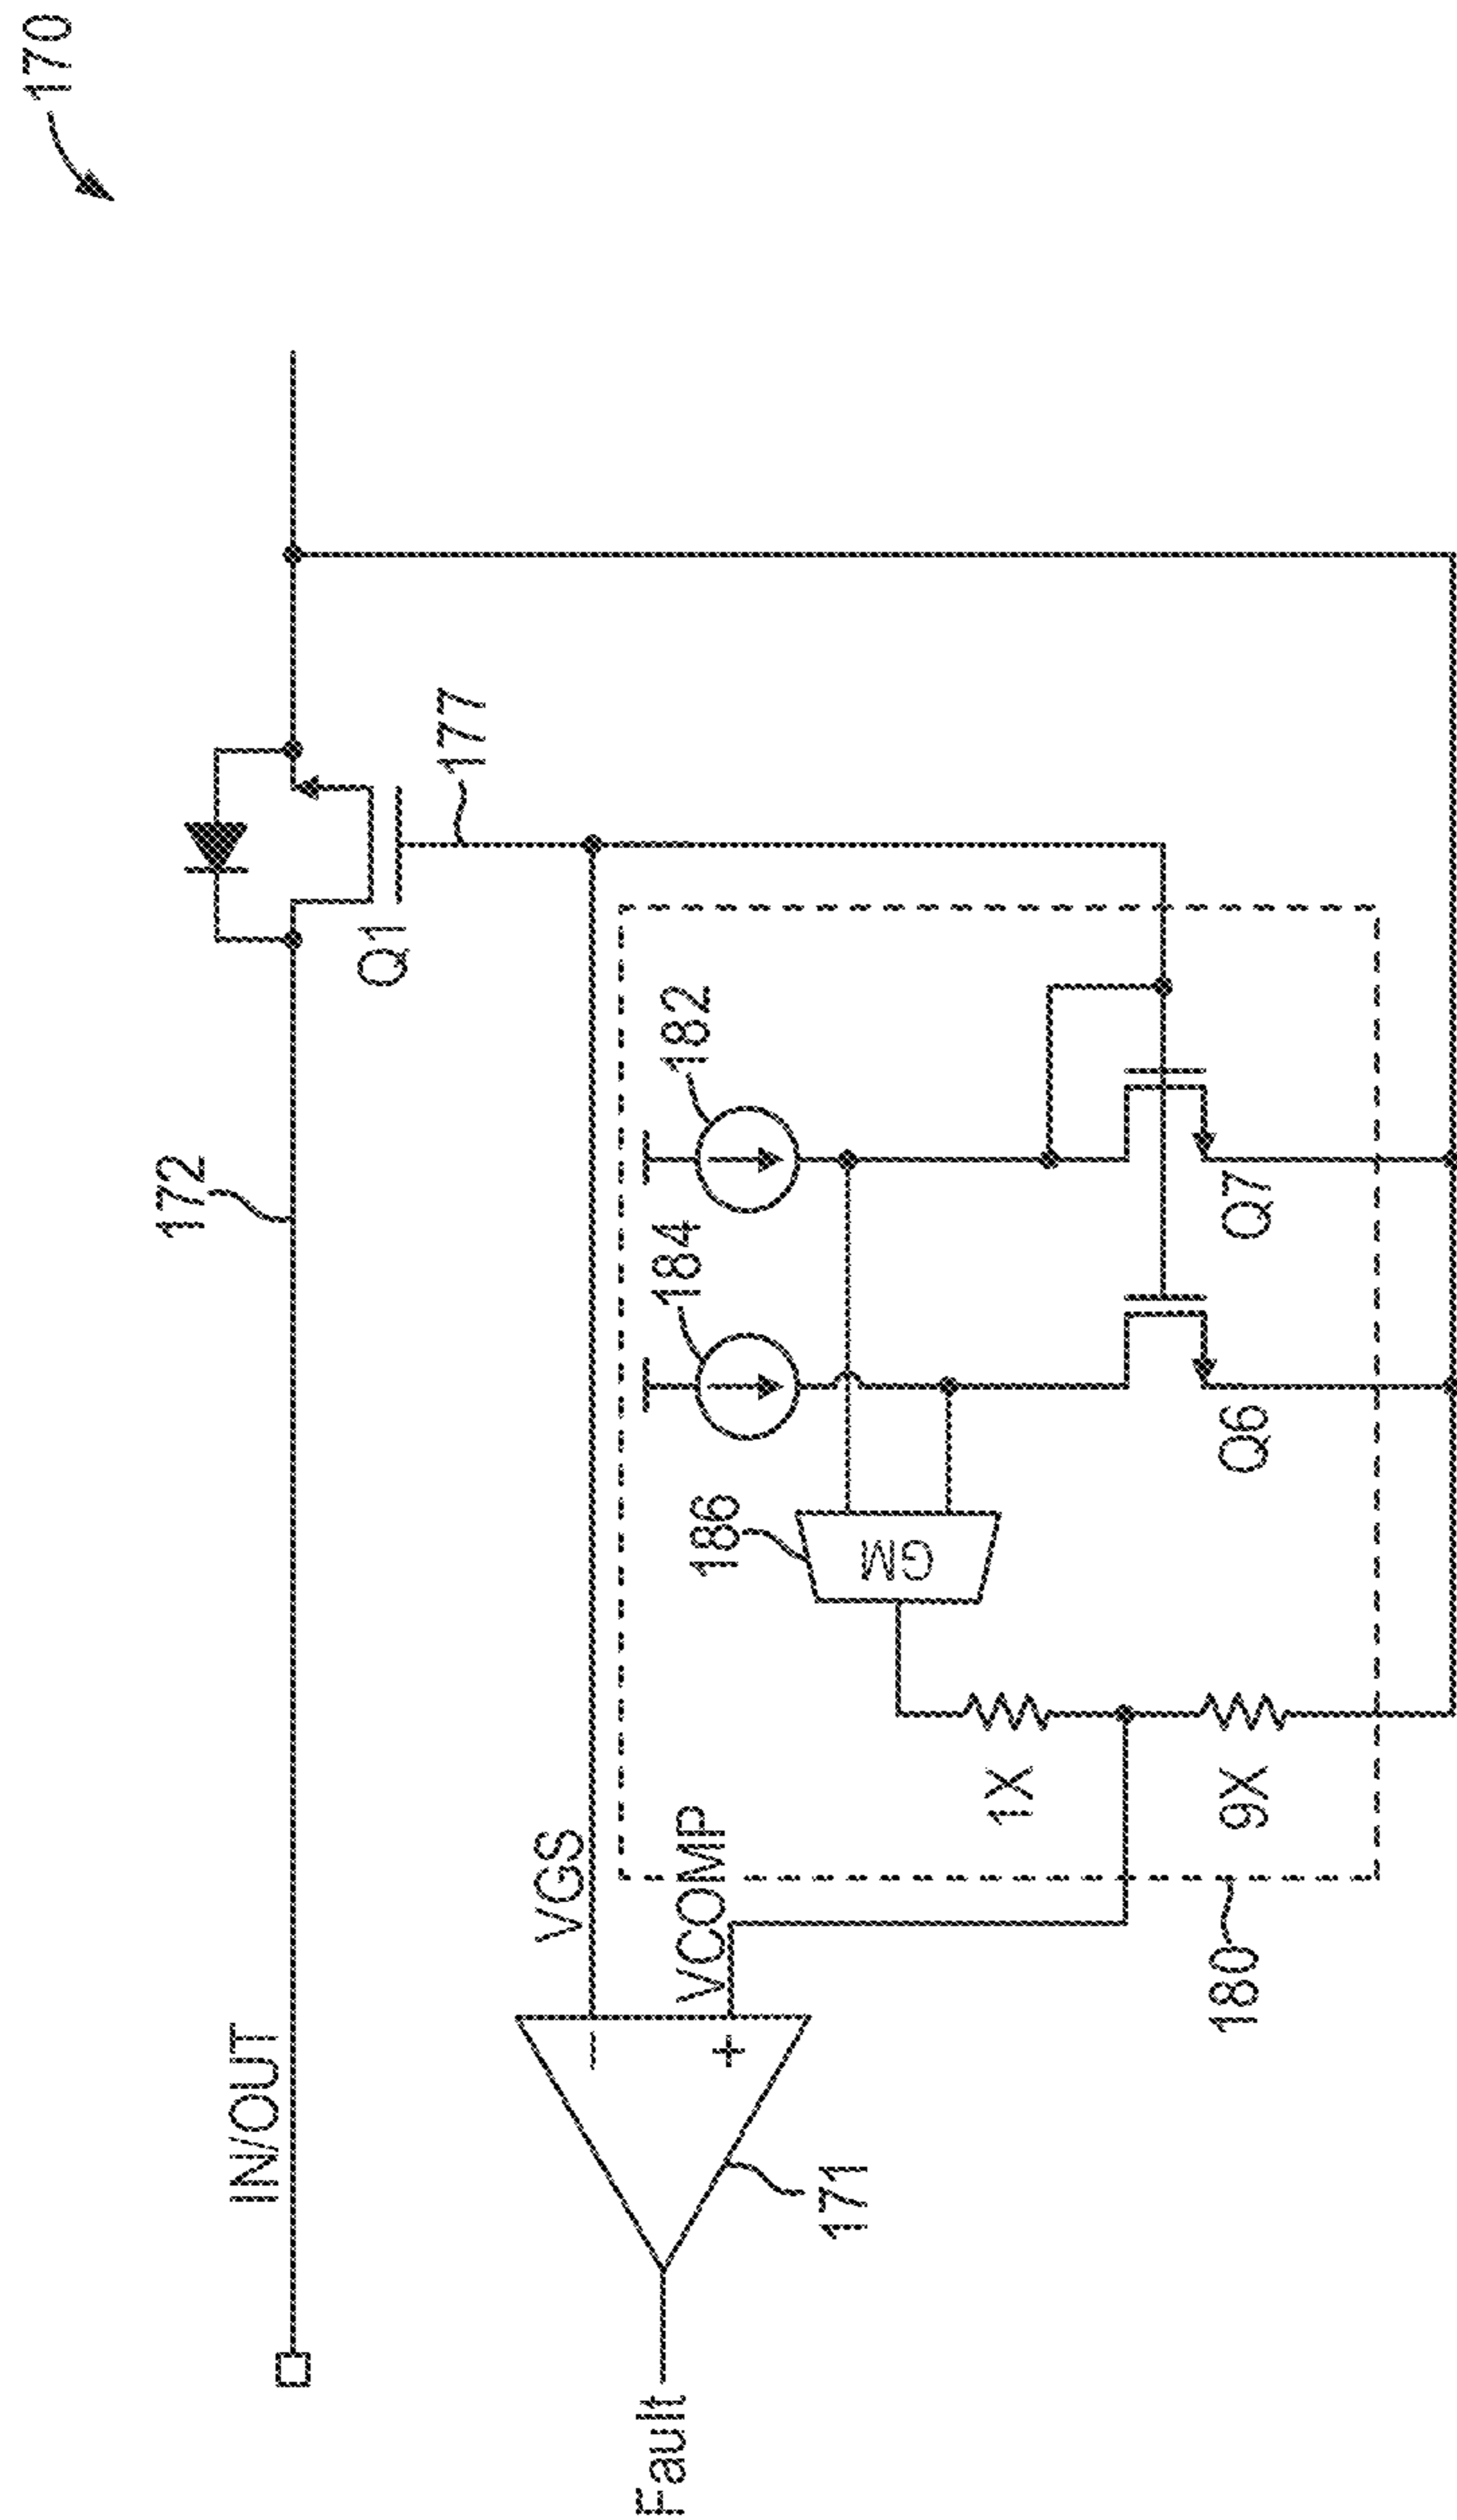 170
IN/OUT
172
Q1
177
Fault
171
VGS
VCOMP
186
GM
184
182
1X
9X
Q6
Q7
180